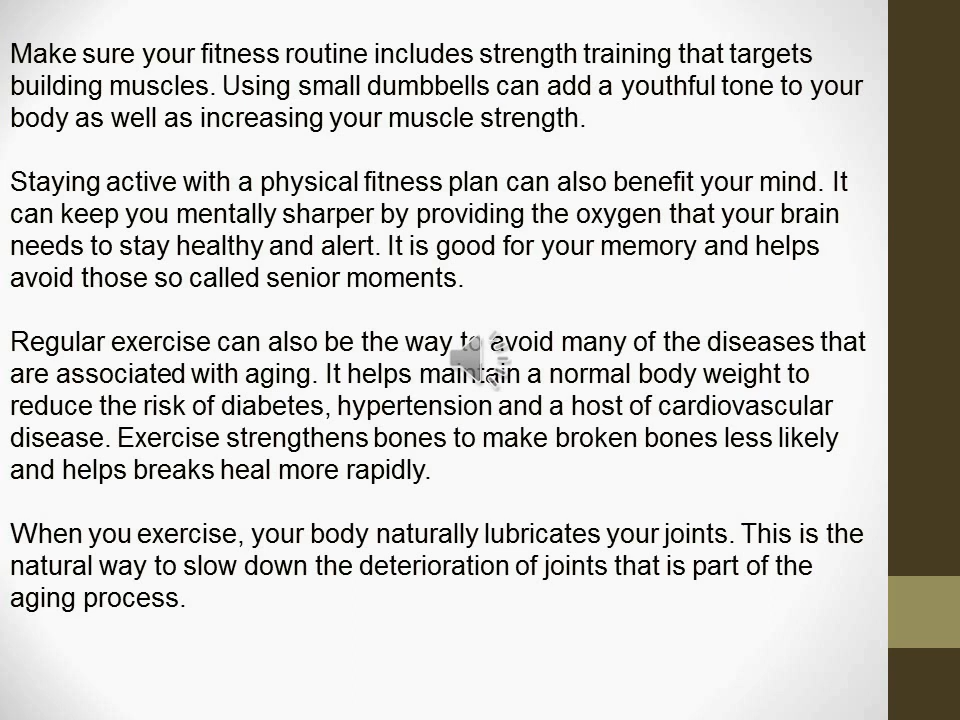 Make sure your fitness routine includes strength training that targets
building muscles. Using small dumbbells can add a youthful tone to your
body as well as increasing your muscle strength.
Staying active with a physical fitness plan can also benefit your mind. It
can keep you mentally sharper by providing the oxygen that your brain
needs to stay healthy and alert. It is good for your memory and helps
avoid those so called senior moments.
Regular exercise can also be the way to avoid many of the diseases that
are associated with aging. It helps maintain a normal body weight to
reduce the risk of diabetes, hypertension and a host of cardiovascular
disease. Exercise strengthens bones to make broken bones less likely
and helps breaks heal more rapidly.
When you exercise, your body naturally lubricates your joints. This is the
natural way to slow down the deterioration of joints that is part of the
aging process.